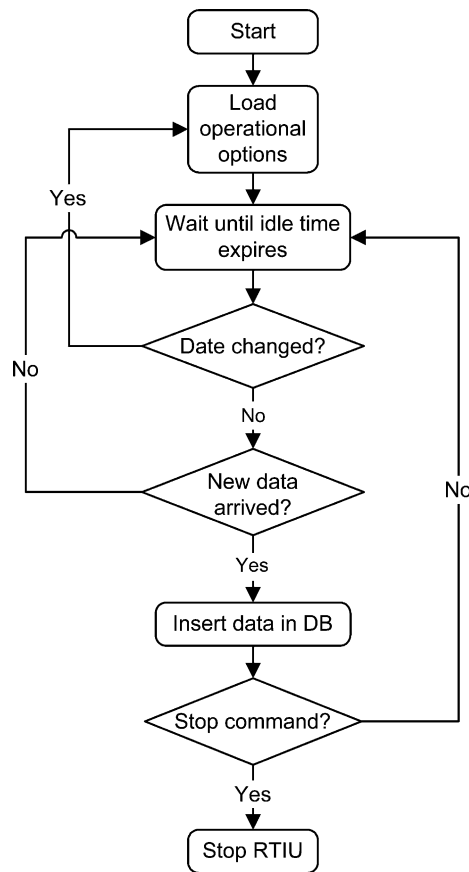 Start
Load
operational
options
Yes
Wait until idle time
expires
Date changed?
No
No
New data
arrived?
No
Yes
Insert data in DB
Stop command?
Yes
Stop RTIU